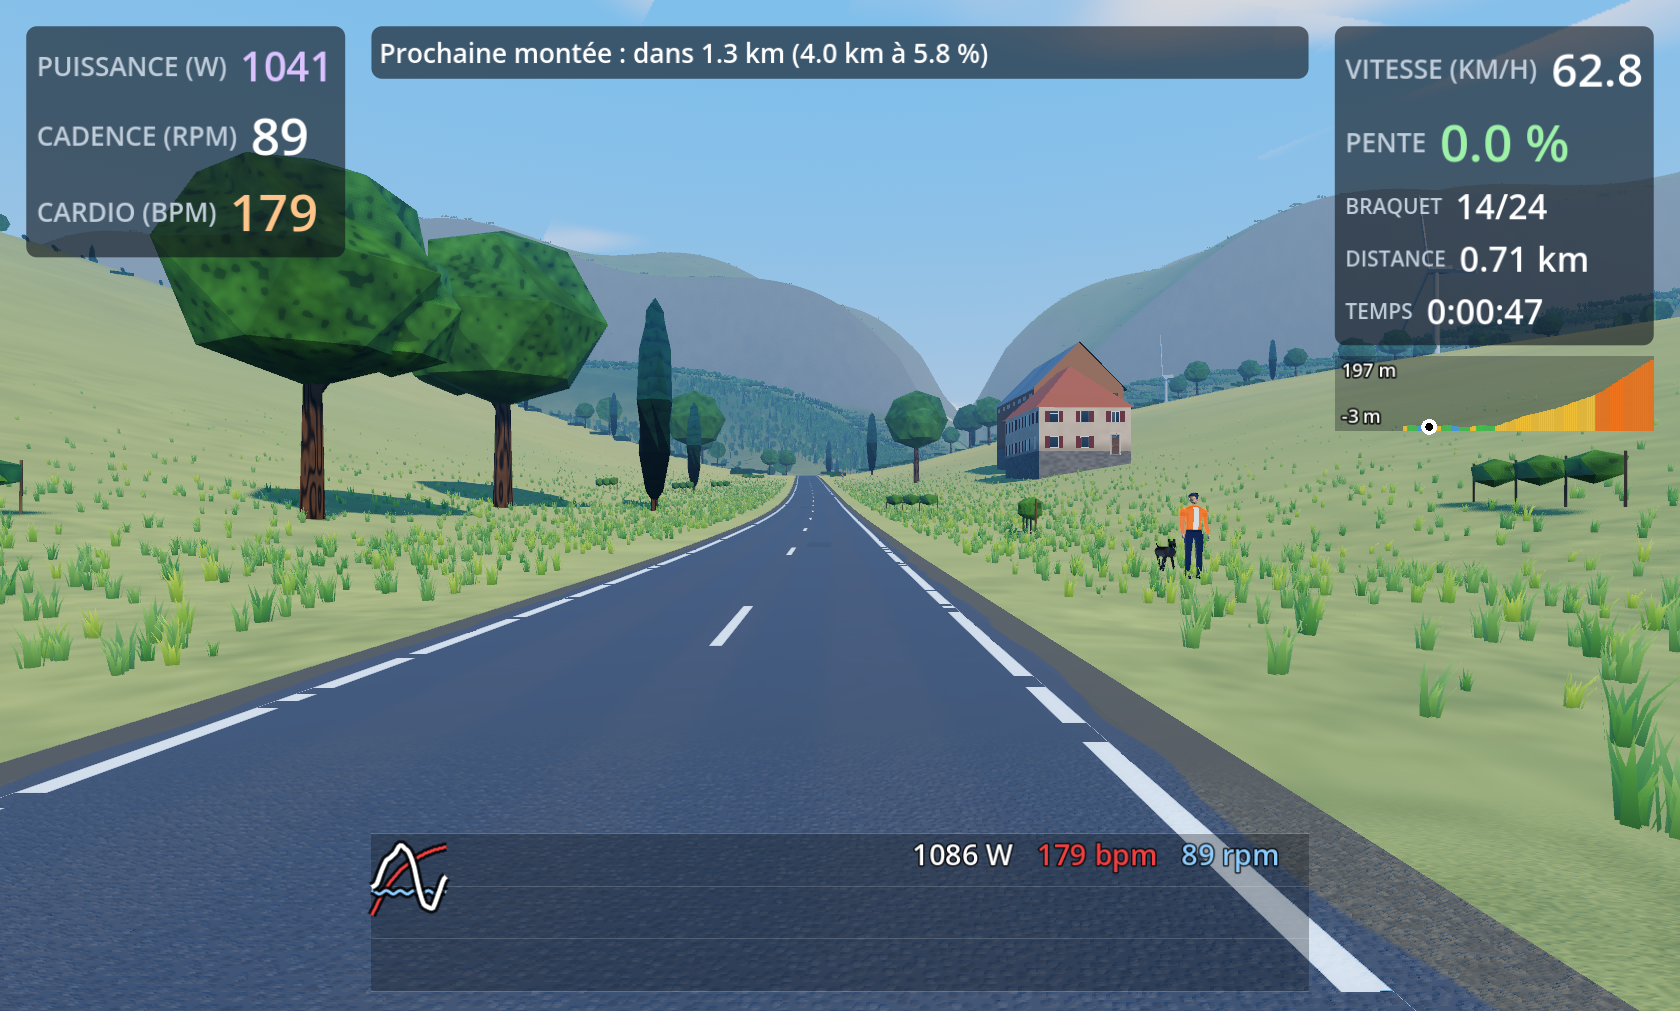 PUISSANCE (W) 1041
CADENCE (RPM) 89
CARDIO (BPM) 179
Prochaine montée : dans 1.3 km (4.0 km à 5.8 %)
VITESSE (KM/H) 62.8
PENTE 0.0 %
BRAQUET 14/24
DISTANCE 0.71 km
TEMPS 0:00:47
197 m
-3 m
1086 W 179 bpm 89 rpm